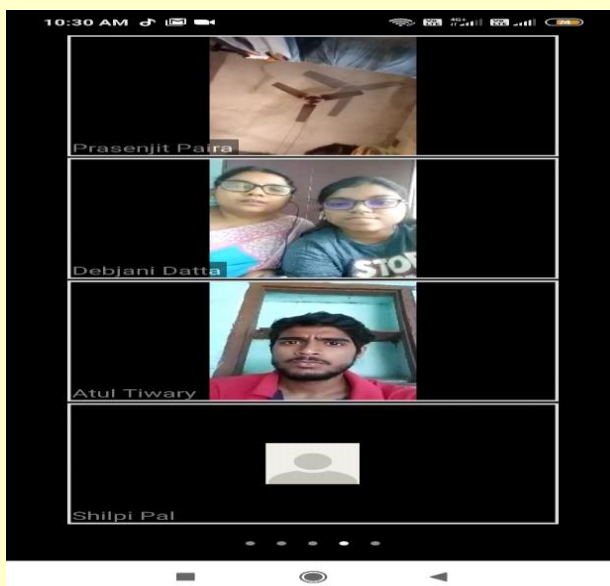 10:30 AM
Prasenjit Paira
Debjani Datta
STOP
Atul Tiwary
Shilpi Pal